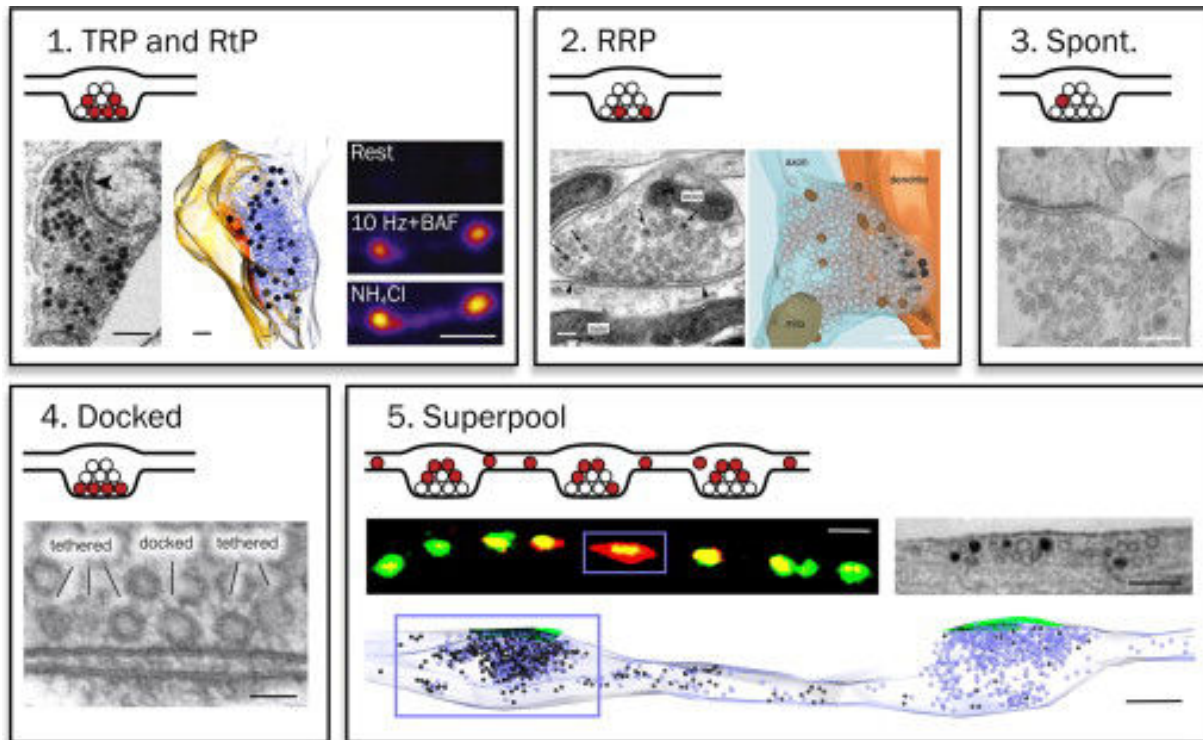 1. TRP and RtP
Rest
10 Hz+BAF
NH₄Cl
2. RRP
axon
dendrite
mito
3. Spont.
4. Docked
tethered docked tethered
5. Superpool